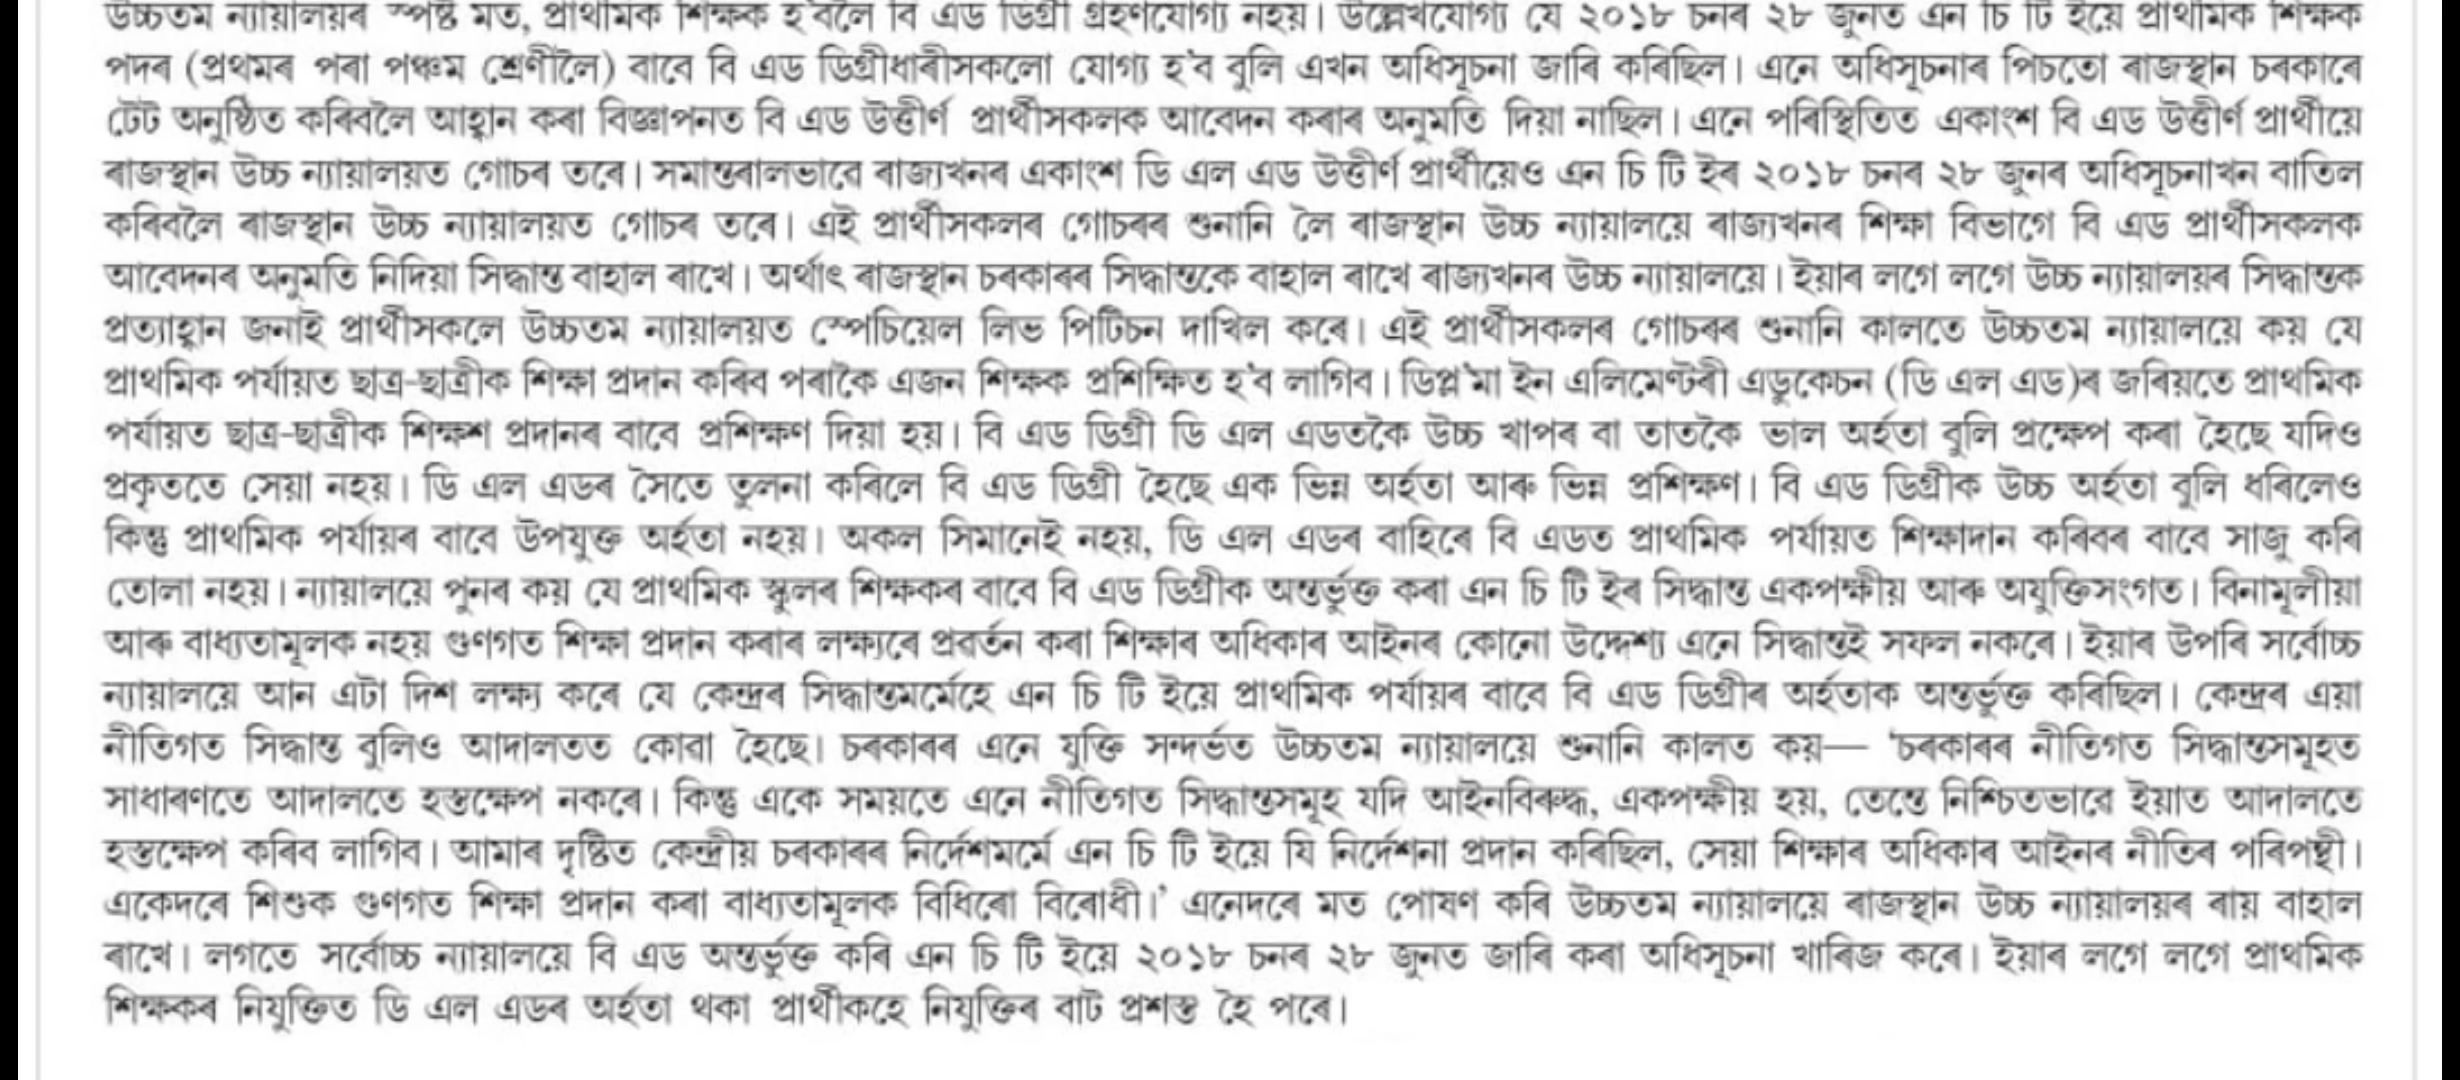 উচ্চতম ন্যায়ালয়ৰ স্পষ্ট মত, প্ৰাথমিক শিক্ষক হ'বলৈ বি এড ডিগ্ৰী গ্ৰহণযোগ্য নহয়। উল্লেখযোগ্য যে ২০১৮ চনৰ ২৮ জুনত এন চি টি ইয়ে প্ৰাথমিক শিক্ষক
পদৰ (প্ৰথমৰ পৰা পঞ্চম শ্ৰেণীলৈ) বাবে বি এড ডিগ্ৰীধাৰীসকলো যোগ্য হ'ব বুলি এখন অধিসূচনা জাৰি কৰিছিল। এনে অধিসূচনাৰ পিচতো ৰাজস্থান চৰকাৰে
টেট অনুষ্ঠিত কৰিবলৈ আহ্বান কৰা বিজ্ঞাপনত বি এড উত্তীৰ্ণ প্ৰাৰ্থীসকলক আবেদন কৰাৰ অনুমতি দিয়া নাছিল। এনে পৰিস্থিতিত একাংশ বি এড উত্তীৰ্ণ প্ৰাৰ্থীয়ে
ৰাজস্থান উচ্চ ন্যায়ালয়ত গোচৰ তৰে। সমান্তৰালভাবে ৰাজ্যখনৰ একাংশ ডি এল এড উত্তীৰ্ণ প্ৰাৰ্থীয়েও এন চি টি ইৰ ২০১৮ চনৰ ২৮ জুনৰ অধিসূচনাখন বাতিল
কৰিবলৈ ৰাজস্থান উচ্চ ন্যায়ালয়ত গোচৰ তৰে। এই প্ৰাৰ্থীসকলৰ গোচৰৰ শুনানি লৈ ৰাজস্থান উচ্চ ন্যায়ালয়ে ৰাজ্যখনৰ শিক্ষা বিভাগে বি এড প্ৰাৰ্থীসকলক
আবেদনৰ অনুমতি নিদিয়া সিদ্ধান্ত বাহাল ৰাখে। অৰ্থাৎ ৰাজস্থান চৰকাৰৰ সিদ্ধান্তকে বাহাল ৰাখে ৰাজ্যখনৰ উচ্চ ন্যায়ালয়ে। ইয়াৰ লগে লগে উচ্চ ন্যায়ালয়ৰ সিদ্ধান্তক
প্ৰত্যাহ্বান জনাই প্ৰাৰ্থীসকলে উচ্চতম ন্যায়ালয়ত স্পেচিয়েল লিভ পিটিচন দাখিল কৰে। এই প্ৰাৰ্থীসকলৰ গোচৰৰ শুনানি কালতে উচ্চতম ন্যায়ালয়ে কয় যে
প্ৰাথমিক পৰ্যায়ত ছাত্ৰ-ছাত্ৰীক শিক্ষা প্ৰদান কৰিব পৰাকৈ এজন শিক্ষক প্ৰশিক্ষিত হ'ব লাগিব। ডিপ্ল'মা ইন এলিমেণ্টৰী এডুকেচন (ডি এল এড)ৰ জৰিয়তে প্ৰাথমিক
পৰ্যায়ত ছাত্ৰ-ছাত্ৰীক শিক্ষশ প্ৰদানৰ বাবে প্ৰশিক্ষণ দিয়া হয়। বি এড ডিগ্ৰী ডি এল এডতকৈ উচ্চ খাপৰ বা তাতকৈ ভাল অৰ্হতা বুলি প্ৰক্ষেপ কৰা হৈছে যদিও
প্ৰকৃততে সেয়া নহয়। ডি এল এডৰ সৈতে তুলনা কৰিলে বি এড ডিগ্ৰী হৈছে এক ভিন্ন অৰ্হতা আৰু ভিন্ন প্ৰশিক্ষণ। বি এড ডিগ্ৰীক উচ্চ অৰ্হতা বুলি ধৰিলেও
কিন্তু প্ৰাথমিক পৰ্যায়ৰ বাবে উপযুক্ত অৰ্হতা নহয়। অকল সিমানেই নহয়, ডি এল এডৰ বাহিৰে বি এডত প্ৰাথমিক পৰ্যায়ত শিক্ষাদান কৰিবৰ বাবে সাজু কৰি
তোলা নহয়। ন্যায়ালয়ে পুনৰ কয় যে প্ৰাথমিক স্কুলৰ শিক্ষকৰ বাবে বি এড ডিগ্ৰীক অন্তৰ্ভুক্ত কৰা এন চি টি ইৰ সিদ্ধান্ত একপক্ষীয় আৰু অযুক্তিসংগত। বিনামূলীয়া
আৰু বাধ্যতামূলক নহয় গুণগত শিক্ষা প্ৰদান কৰাৰ লক্ষ্যৰে প্ৰৱৰ্তন কৰা শিক্ষাৰ অধিকাৰ আইনৰ কোনো উদ্দেশ্য এনে সিদ্ধান্তই সফল নকৰে। ইয়াৰ উপৰি সৰ্বোচ্চ
ন্যায়ালয়ে আন এটা দিশ লক্ষ্য কৰে যে কেন্দ্ৰৰ সিদ্ধান্তমৰ্মেহে এন চি টি ইয়ে প্ৰাথমিক পৰ্যায়ৰ বাবে বি এড ডিগ্ৰীৰ অৰ্হতাক অন্তৰ্ভুক্ত কৰিছিল। কেন্দ্ৰৰ এয়া
নীতিগত সিদ্ধান্ত বুলিও আদালতত কোৱা হৈছে। চৰকাৰৰ এনে যুক্তি সন্দৰ্ভত উচ্চতম ন্যায়ালয়ে শুনানি কালত কয়— 'চৰকাৰৰ নীতিগত সিদ্ধান্তসমূহত
সাধাৰণতে আদালতে হস্তক্ষেপ নকৰে। কিন্তু একে সময়তে এনে নীতিগত সিদ্ধান্তসমূহ যদি আইনবিৰুদ্ধ, একপক্ষীয় হয়, তেন্তে নিশ্চিতভাৱে ইয়াত আদালতে
হস্তক্ষেপ কৰিব লাগিব। আমাৰ দৃষ্টিত কেন্দ্ৰীয় চৰকাৰৰ নিৰ্দেশমৰ্মে এন চি টি ইয়ে যি নিৰ্দেশনা প্ৰদান কৰিছিল, সেয়া শিক্ষাৰ অধিকাৰ আইনৰ নীতিৰ পৰিপন্থী।
একেদৰে শিশুক গুণগত শিক্ষা প্ৰদান কৰা বাধ্যতামূলক বিধিৰো বিৰোধী।' এনেদৰে মত পোষণ কৰি উচ্চতম ন্যায়ালয়ে ৰাজস্থান উচ্চ ন্যায়ালয়ৰ ৰায় বাহাল
ৰাখে। লগতে সৰ্বোচ্চ ন্যায়ালয়ে বি এড অন্তৰ্ভুক্ত কৰি এন চি টি ইয়ে ২০১৮ চনৰ ২৮ জুনত জাৰি কৰা অধিসূচনা খাৰিজ কৰে। ইয়াৰ লগে লগে প্ৰাথমিক
শিক্ষকৰ নিযুক্তিত ডি এল এডৰ অৰ্হতা থকা প্ৰাৰ্থীকহে নিযুক্তিৰ বাট প্ৰশস্ত হৈ পৰে।